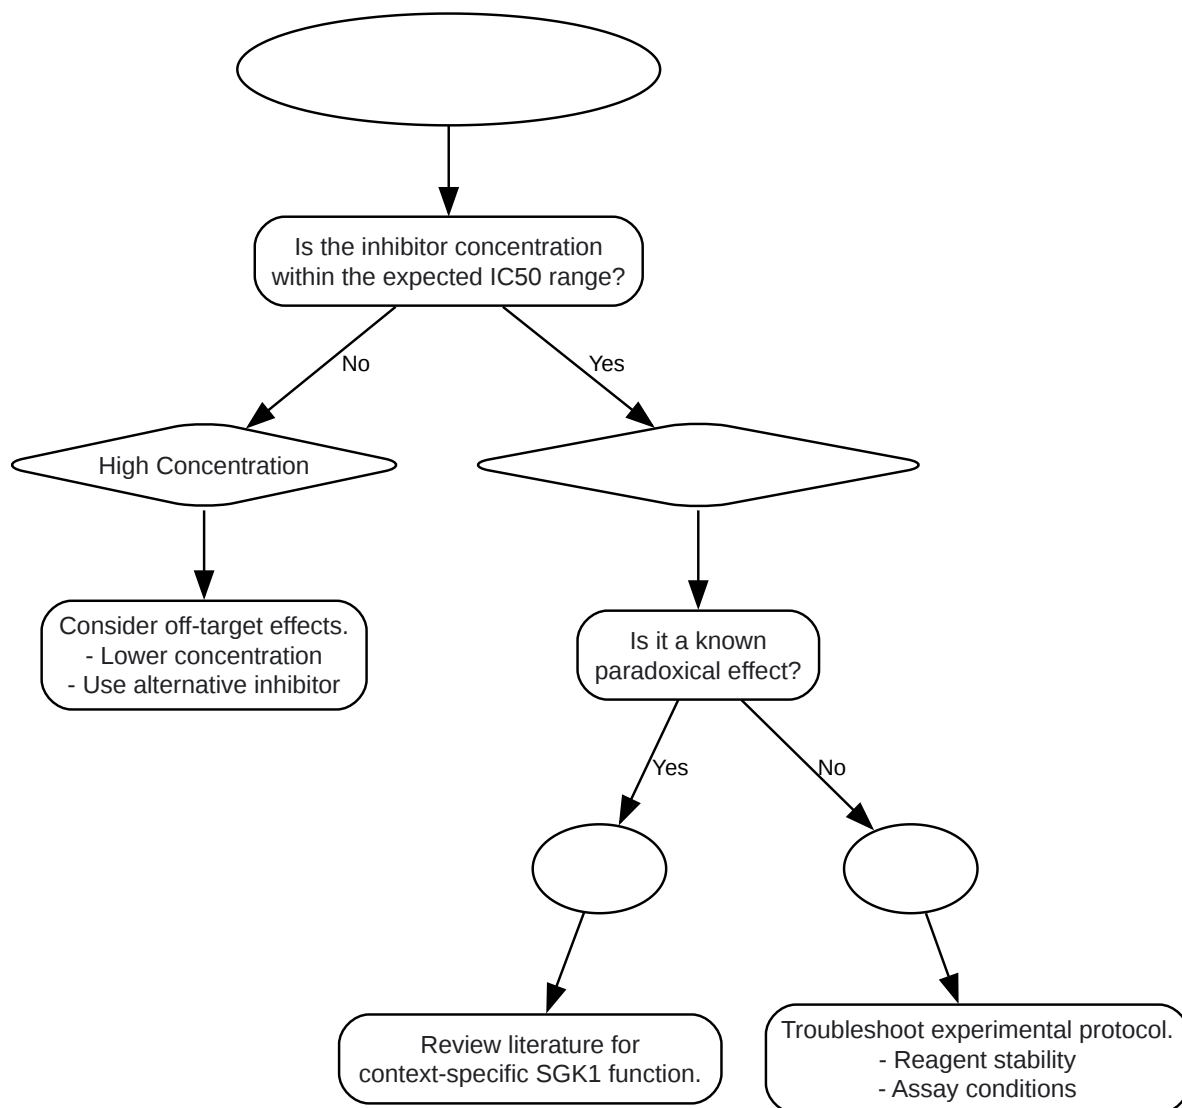 Is the inhibitor concentration
within the expected IC50 range?
No
Yes
High Concentration
Consider off-target effects.
- Lower concentration
- Use alternative inhibitor
Is it a known
paradoxical effect?
Yes
No
Review literature for
context-specific SGK1 function.
Troubleshoot experimental protocol.
- Reagent stability
- Assay conditions